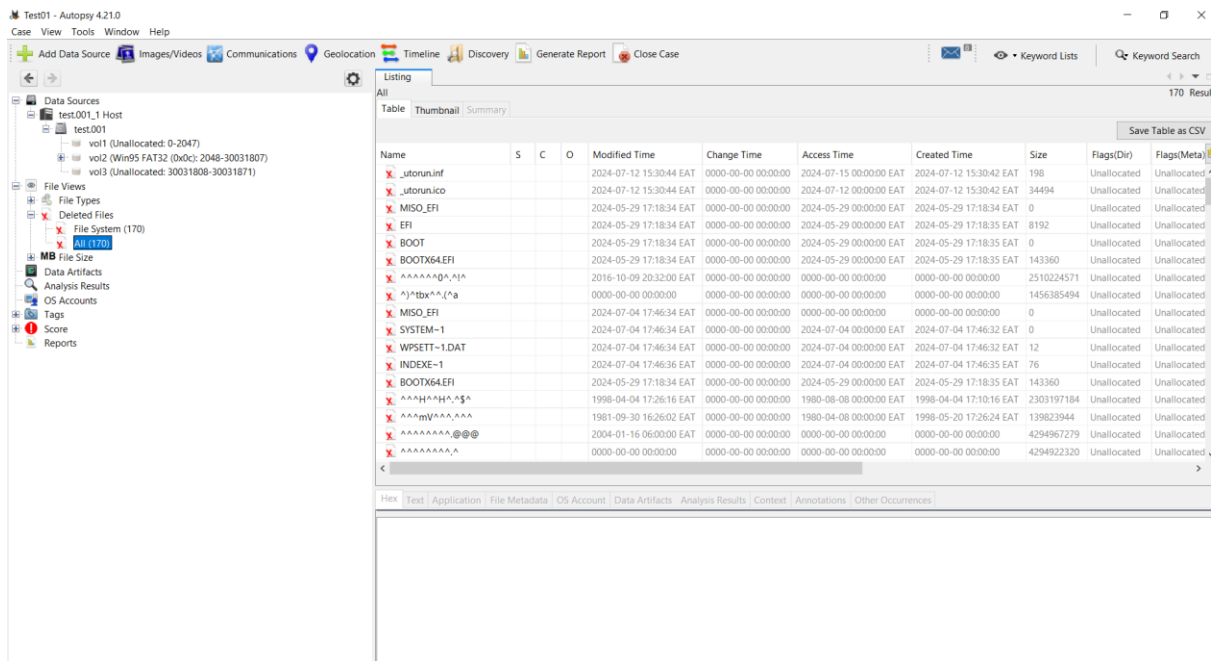 Test01 - Autopsy 4.21.0
Case View Tools Window Help
Add Data Source Images/Videos Communications Geolocation Timeline Discovery Generate Report Close Case Keyword Lists Keyword Search
Listing
All 170 Resul
Table Thumbnail Summary
Save Table as CSV
Data Sources
test.001_1 Host
test.001
vol1 (Unallocated: 0-2047)
vol2 (Win95 FAT32 (0x0c): 2048-30031807)
vol3 (Unallocated: 30031808-30031871)
File Views
File Types
Deleted Files
File System (170)
All (170)
MB File Size
Data Artifacts
Analysis Results
OS Accounts
Tags
Score
Reports
Name S C O Modified Time Change Time Access Time Created Time Size Flags(Dir) Flags(Meta)
_utorun.inf 2024-07-12 15:30:44 EAT 0000-00-00 00:00:00 2024-07-15 00:00:00 EAT 2024-07-12 15:30:42 EAT 198 Unallocated Unallocated
_utorun.ico 2024-07-12 15:30:44 EAT 0000-00-00 00:00:00 2024-07-12 00:00:00 EAT 2024-07-12 15:30:42 EAT 34494 Unallocated Unallocated
MISO_EFI 2024-05-29 17:18:34 EAT 0000-00-00 00:00:00 2024-05-29 00:00:00 EAT 2024-05-29 17:18:34 EAT 0 Unallocated Unallocated
EFI 2024-05-29 17:18:34 EAT 0000-00-00 00:00:00 2024-05-29 00:00:00 EAT 2024-05-29 17:18:35 EAT 8192 Unallocated Unallocated
BOOT 2024-05-29 17:18:34 EAT 0000-00-00 00:00:00 2024-05-29 00:00:00 EAT 2024-05-29 17:18:35 EAT 0 Unallocated Unallocated
BOOTX64.EFI 2024-05-29 17:18:34 EAT 0000-00-00 00:00:00 2024-05-29 00:00:00 EAT 2024-05-29 17:18:35 EAT 143360 Unallocated Unallocated
^^^^^^0^.^!^ 2016-10-09 20:32:00 EAT 0000-00-00 00:00:00 0000-00-00 00:00:00 0000-00-00 00:00:00 2510224571 Unallocated Unallocated
^)^tbx^^.(^a 0000-00-00 00:00:00 0000-00-00 00:00:00 0000-00-00 00:00:00 0000-00-00 00:00:00 1456385494 Unallocated Unallocated
MISO_EFI 2024-07-04 17:46:34 EAT 0000-00-00 00:00:00 0000-00-00 00:00:00 0000-00-00 00:00:00 0 Unallocated Unallocated
SYSTEM~1 2024-07-04 17:46:34 EAT 0000-00-00 00:00:00 2024-07-04 00:00:00 EAT 2024-07-04 17:46:32 EAT 0 Unallocated Unallocated
WPSETT~1.DAT 2024-07-04 17:46:34 EAT 0000-00-00 00:00:00 2024-07-04 00:00:00 EAT 2024-07-04 17:46:32 EAT 12 Unallocated Unallocated
INDEXE~1 2024-07-04 17:46:36 EAT 0000-00-00 00:00:00 2024-07-04 00:00:00 EAT 2024-07-04 17:46:35 EAT 76 Unallocated Unallocated
BOOTX64.EFI 2024-05-29 17:18:34 EAT 0000-00-00 00:00:00 2024-05-29 00:00:00 EAT 2024-05-29 17:18:35 EAT 143360 Unallocated Unallocated
^^^H^^H^.^$^ 1998-04-04 17:26:16 EAT 0000-00-00 00:00:00 1980-08-08 00:00:00 EAT 1998-04-04 17:10:16 EAT 2303197184 Unallocated Unallocated
^^^mV^^^.^^^ 1981-09-30 16:26:02 EAT 0000-00-00 00:00:00 1980-04-08 00:00:00 EAT 1998-05-20 17:26:24 EAT 139823944 Unallocated Unallocated
^^^^^^^^.@@@ 2004-01-16 06:00:00 EAT 0000-00-00 00:00:00 0000-00-00 00:00:00 0000-00-00 00:00:00 4294967279 Unallocated Unallocated
^^^^^^^^.^ 0000-00-00 00:00:00 0000-00-00 00:00:00 0000-00-00 00:00:00 0000-00-00 00:00:00 4294922320 Unallocated Unallocated
Hex Text Application File Metadata OS Account Data Artifacts Analysis Results Context Annotations Other Occurrences